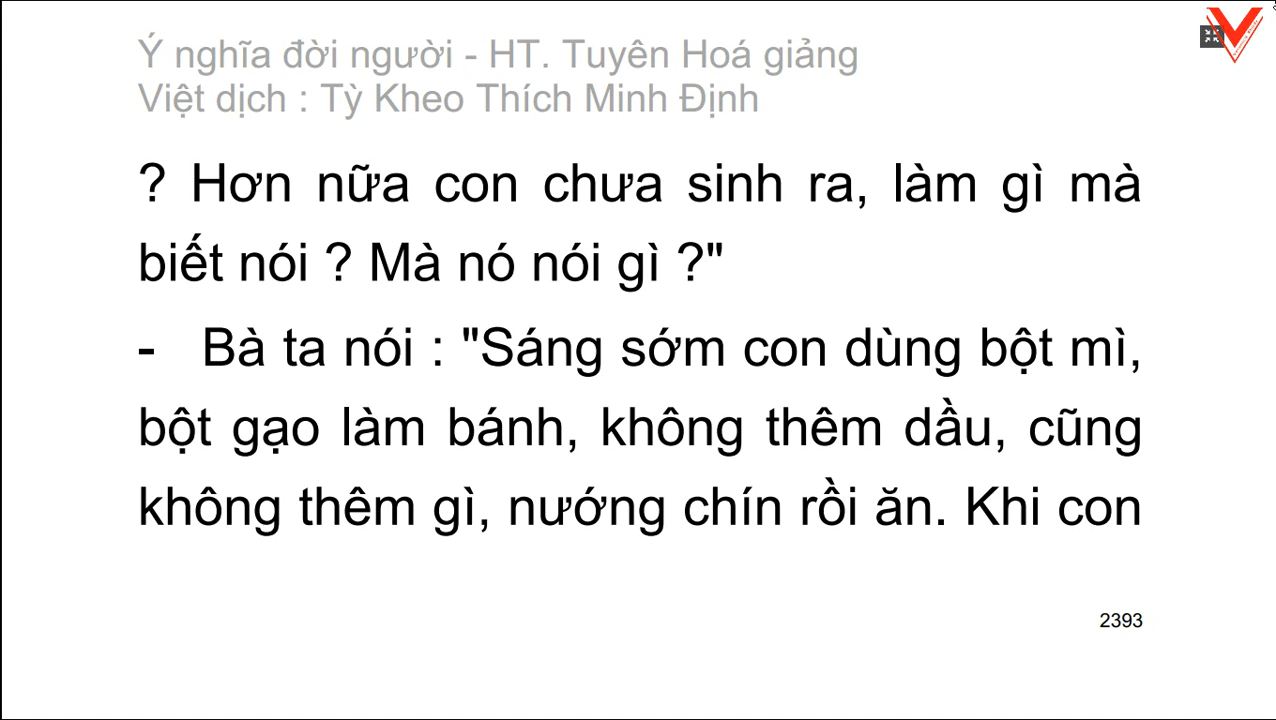 Ý nghĩa đời người - HT. Tuyên Hoá giảng
Việt dịch : Tỳ Kheo Thích Minh Định
? Hơn nữa con chưa sinh ra, làm gì mà
biết nói ? Mà nó nói gì ?"
- Bà ta nói : "Sáng sớm con dùng bột mì,
bột gạo làm bánh, không thêm dầu, cũng
không thêm gì, nướng chín rồi ăn. Khi con
2393